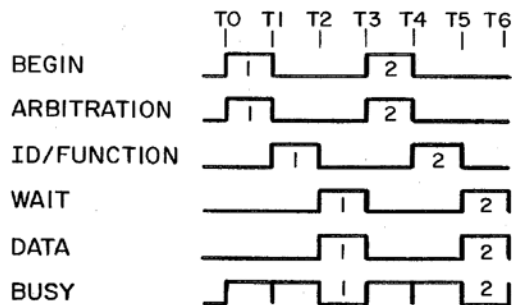 T0 T1 T2 T3 T4 T5 T6
BEGIN 1 2
ARBITRATION 1 2
ID/FUNCTION 1 2
WAIT 1 2
DATA 1 2
BUSY 1 2